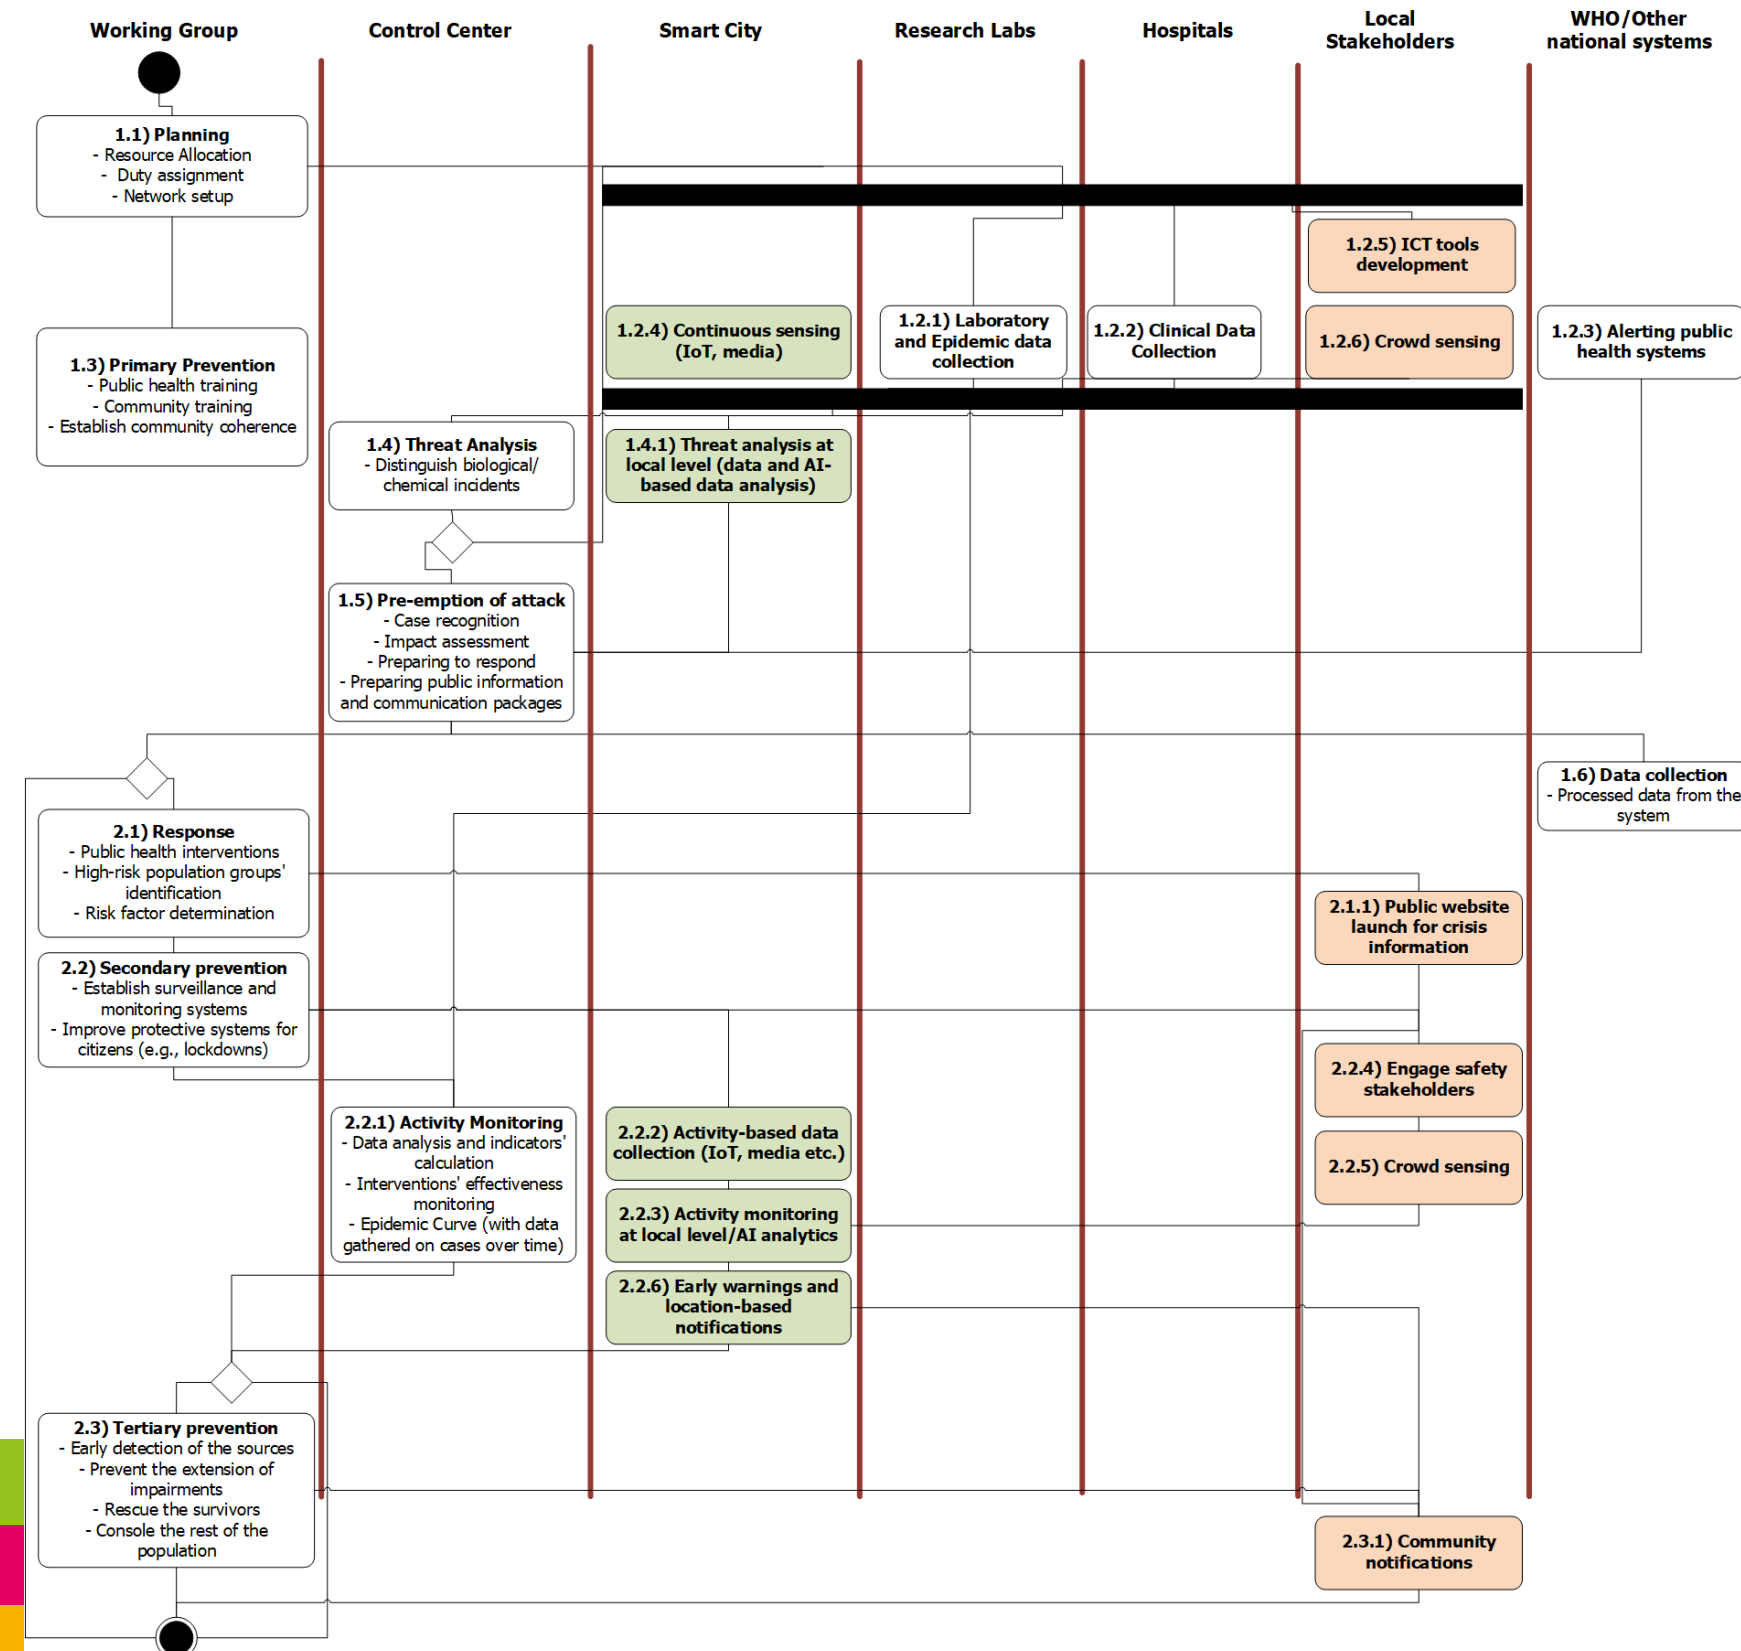 Working Group
Control Center
Smart City
Research Labs
Hospitals
Local
Stakeholders
WHO/Other
national systems
1.1) Planning
- Resource Allocation
- Duty assignment
- Network setup
1.2.5) ICT tools
development
1.3) Primary Prevention
- Public health training
- Community training
- Establish community coherence
1.2.4) Continuous sensing
(IoT, media)
1.2.1) Laboratory
and Epidemic data
collection
1.2.2) Clinical Data
Collection
1.2.6) Crowd sensing
1.2.3) Alerting public
health systems
1.4) Threat Analysis
- Distinguish biological/
chemical incidents
1.4.1) Threat analysis at
local level (data and AI-
based data analysis)
1.5) Pre-emption of attack
- Case recognition
- Impact assessment
- Preparing to respond
- Preparing public information
and communication packages
1.6) Data collection
- Processed data from the
system
2.1) Response
- Public health interventions
- High-risk population groups'
identification
- Risk factor determination
2.1.1) Public website
launch for crisis
information
2.2) Secondary prevention
- Establish surveillance and
monitoring systems
- Improve protective systems for
citizens (e.g., lockdowns)
2.2.4) Engage safety
stakeholders
2.2.1) Activity Monitoring
- Data analysis and indicators'
calculation
- Interventions' effectiveness
monitoring
- Epidemic Curve (with data
gathered on cases over time)
2.2.2) Activity-based data
collection (IoT, media etc.)
2.2.5) Crowd sensing
2.2.3) Activity monitoring
at local level/AI analytics
2.2.6) Early warnings and
location-based
notifications
2.3) Tertiary prevention
- Early detection of the sources
- Prevent the extension of
impairments
- Rescue the survivors
- Console the rest of the
population
2.3.1) Community
notifications